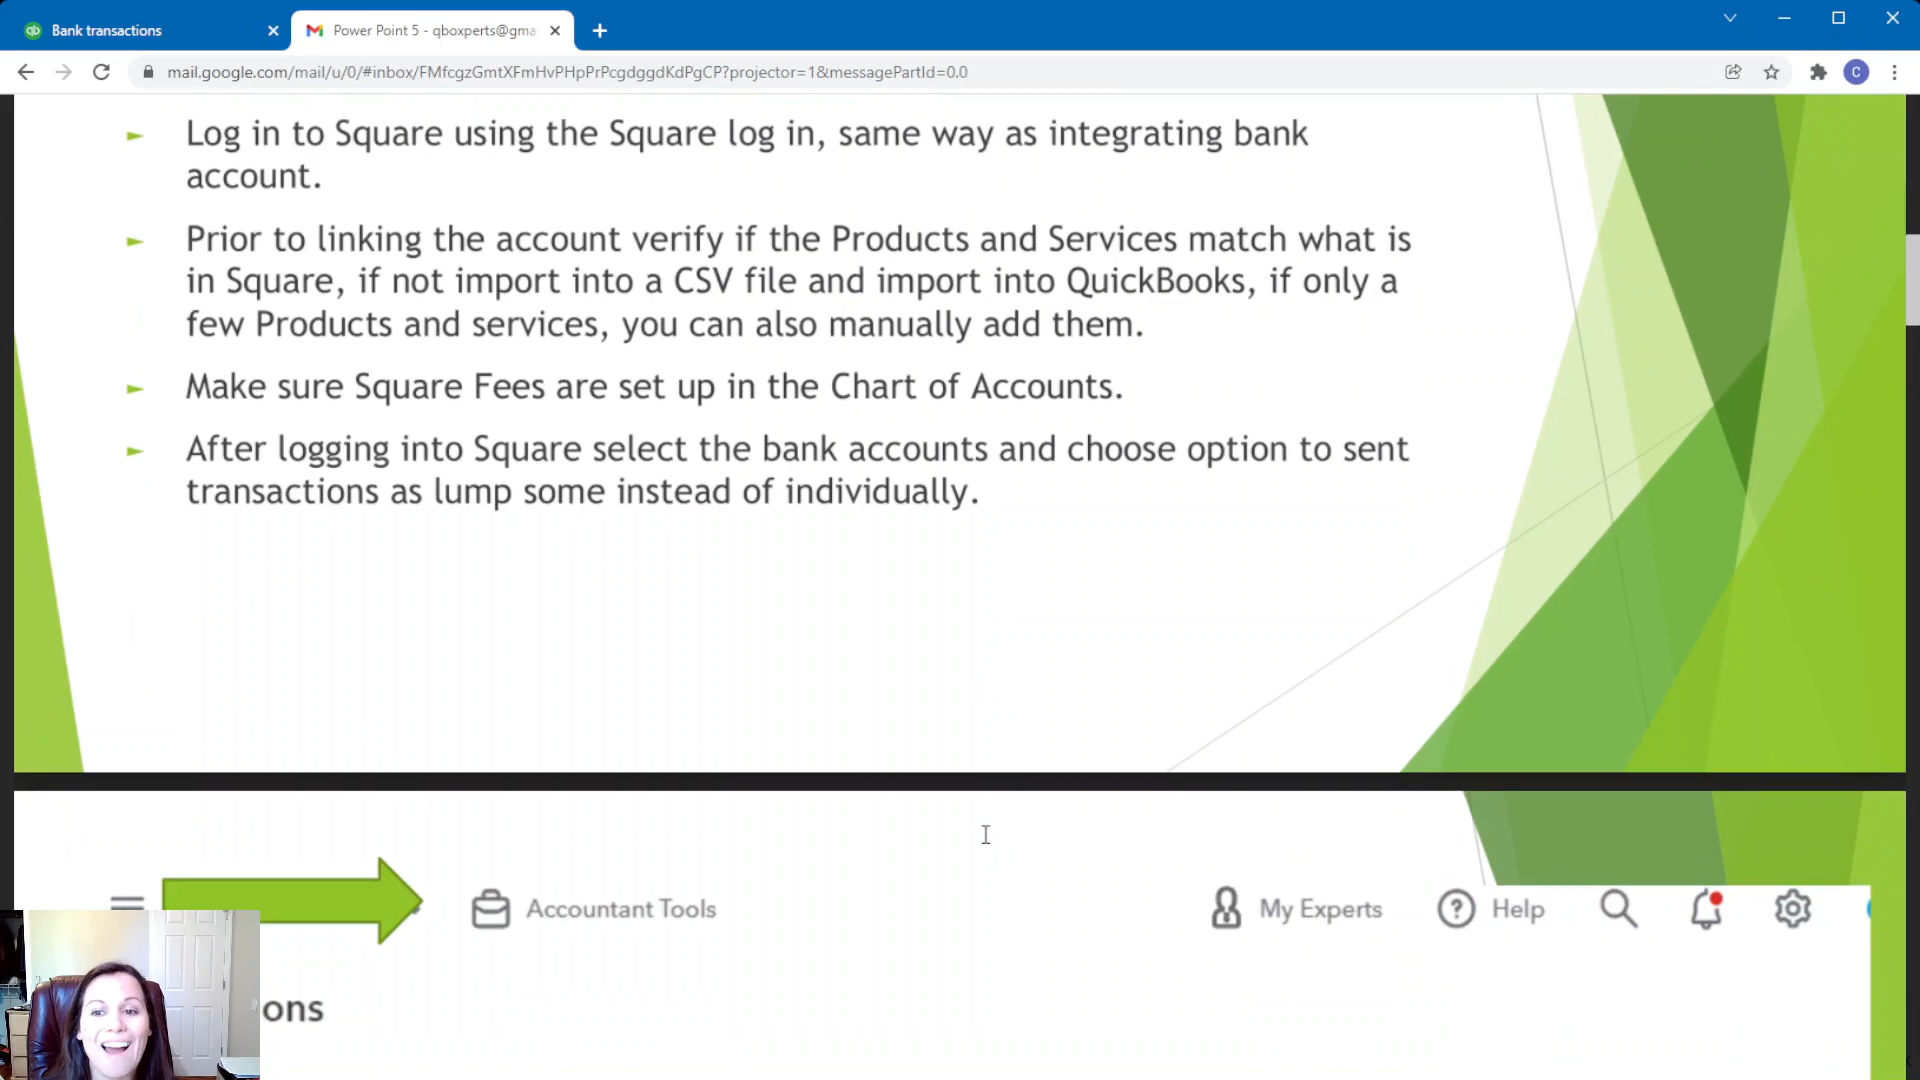 Bank transactions
Power Point 5 - qboxperts@gma
mail.google.com/mail/u/0/#inbox/FMfcgzGmtXFmHvPHpPrPcgdggdKdPgCP?projector=1&messagePartId=0.0
C
Log in to Square using the Square log in, same way as integrating bank
account.
Prior to linking the account verify if the Products and Services match what is
in Square, if not import into a CSV file and import into QuickBooks, if only a
few Products and services, you can also manually add them.
Make sure Square Fees are set up in the Chart of Accounts.
After logging into Square select the bank accounts and choose option to sent
transactions as lump some instead of individually.
Accountant Tools
My Experts
Help
ons